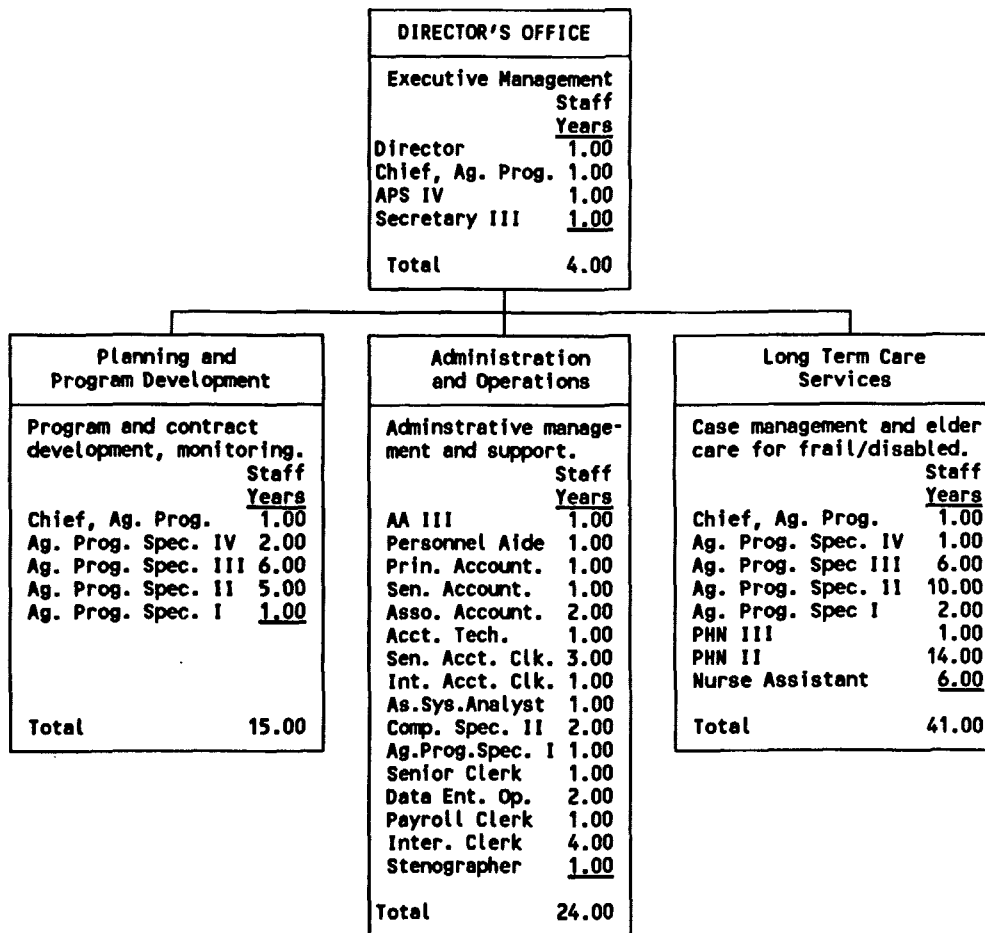 DIRECTOR'S OFFICE
Executive Management
Staff
Years
Director 1.00
Chief, Ag. Prog. 1.00
APS IV 1.00
Secretary III 1.00
Total 4.00
Planning and
Program Development
Program and contract
development, monitoring.
Staff
Years
Chief, Ag. Prog. 1.00
Ag. Prog. Spec. IV 2.00
Ag. Prog. Spec. III 6.00
Ag. Prog. Spec. II 5.00
Ag. Prog. Spec. I 1.00
Total 15.00
Administration
and Operations
Adminstrative manage-
ment and support.
Staff
Years
AA III 1.00
Personnel Aide 1.00
Prin. Account. 1.00
Sen. Account. 1.00
Asso. Account. 2.00
Acct. Tech. 1.00
Sen. Acct. Clk. 3.00
Int. Acct. Clk. 1.00
As.Sys.Analyst 1.00
Comp. Spec. II 2.00
Ag.Prog.Spec. I 1.00
Senior Clerk 1.00
Data Ent. Op. 2.00
Payroll Clerk 1.00
Inter. Clerk 4.00
Stenographer 1.00
Total 24.00
Long Term Care
Services
Case management and elder
care for frail/disabled.
Staff
Years
Chief, Ag. Prog. 1.00
Ag. Prog. Spec. IV 1.00
Ag. Prog. Spec III 6.00
Ag. Prog. Spec. II 10.00
Ag. Prog. Spec I 2.00
PHN III 1.00
PHN II 14.00
Nurse Assistant 6.00
Total 41.00